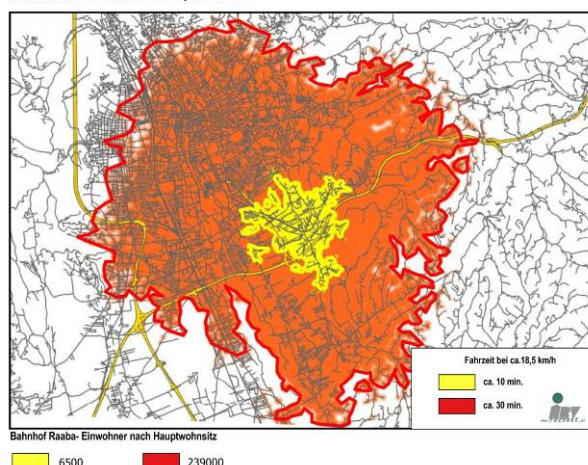 Fahrzeit bei ca.18,5 km/h
ca. 10 min.
ca. 30 min.
Bahnhof Raaba- Einwohner nach Hauptwohnsitz
6500 239000